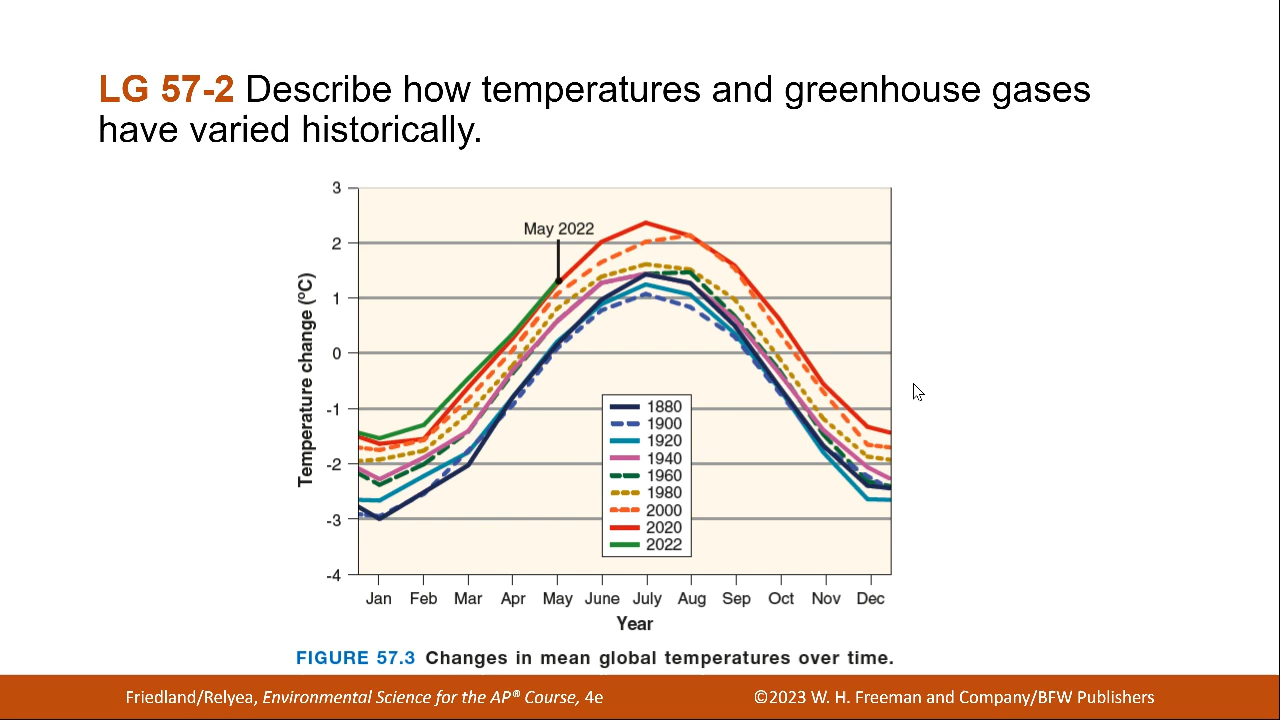 LG 57-2 Describe how temperatures and greenhouse gases
have varied historically.
3
2
1
0
-1
-2
-3
-4
Temperature change (ºC)
May 2022
1880
1900
1920
1940
1960
1980
2000
2020
2022
Jan Feb Mar Apr May June July Aug Sep Oct Nov Dec
Year
FIGURE 57.3 Changes in mean global temperatures over time.
Friedland/Relyea, Environmental Science for the AP® Course, 4e
©2023 W. H. Freeman and Company/BFW Publishers